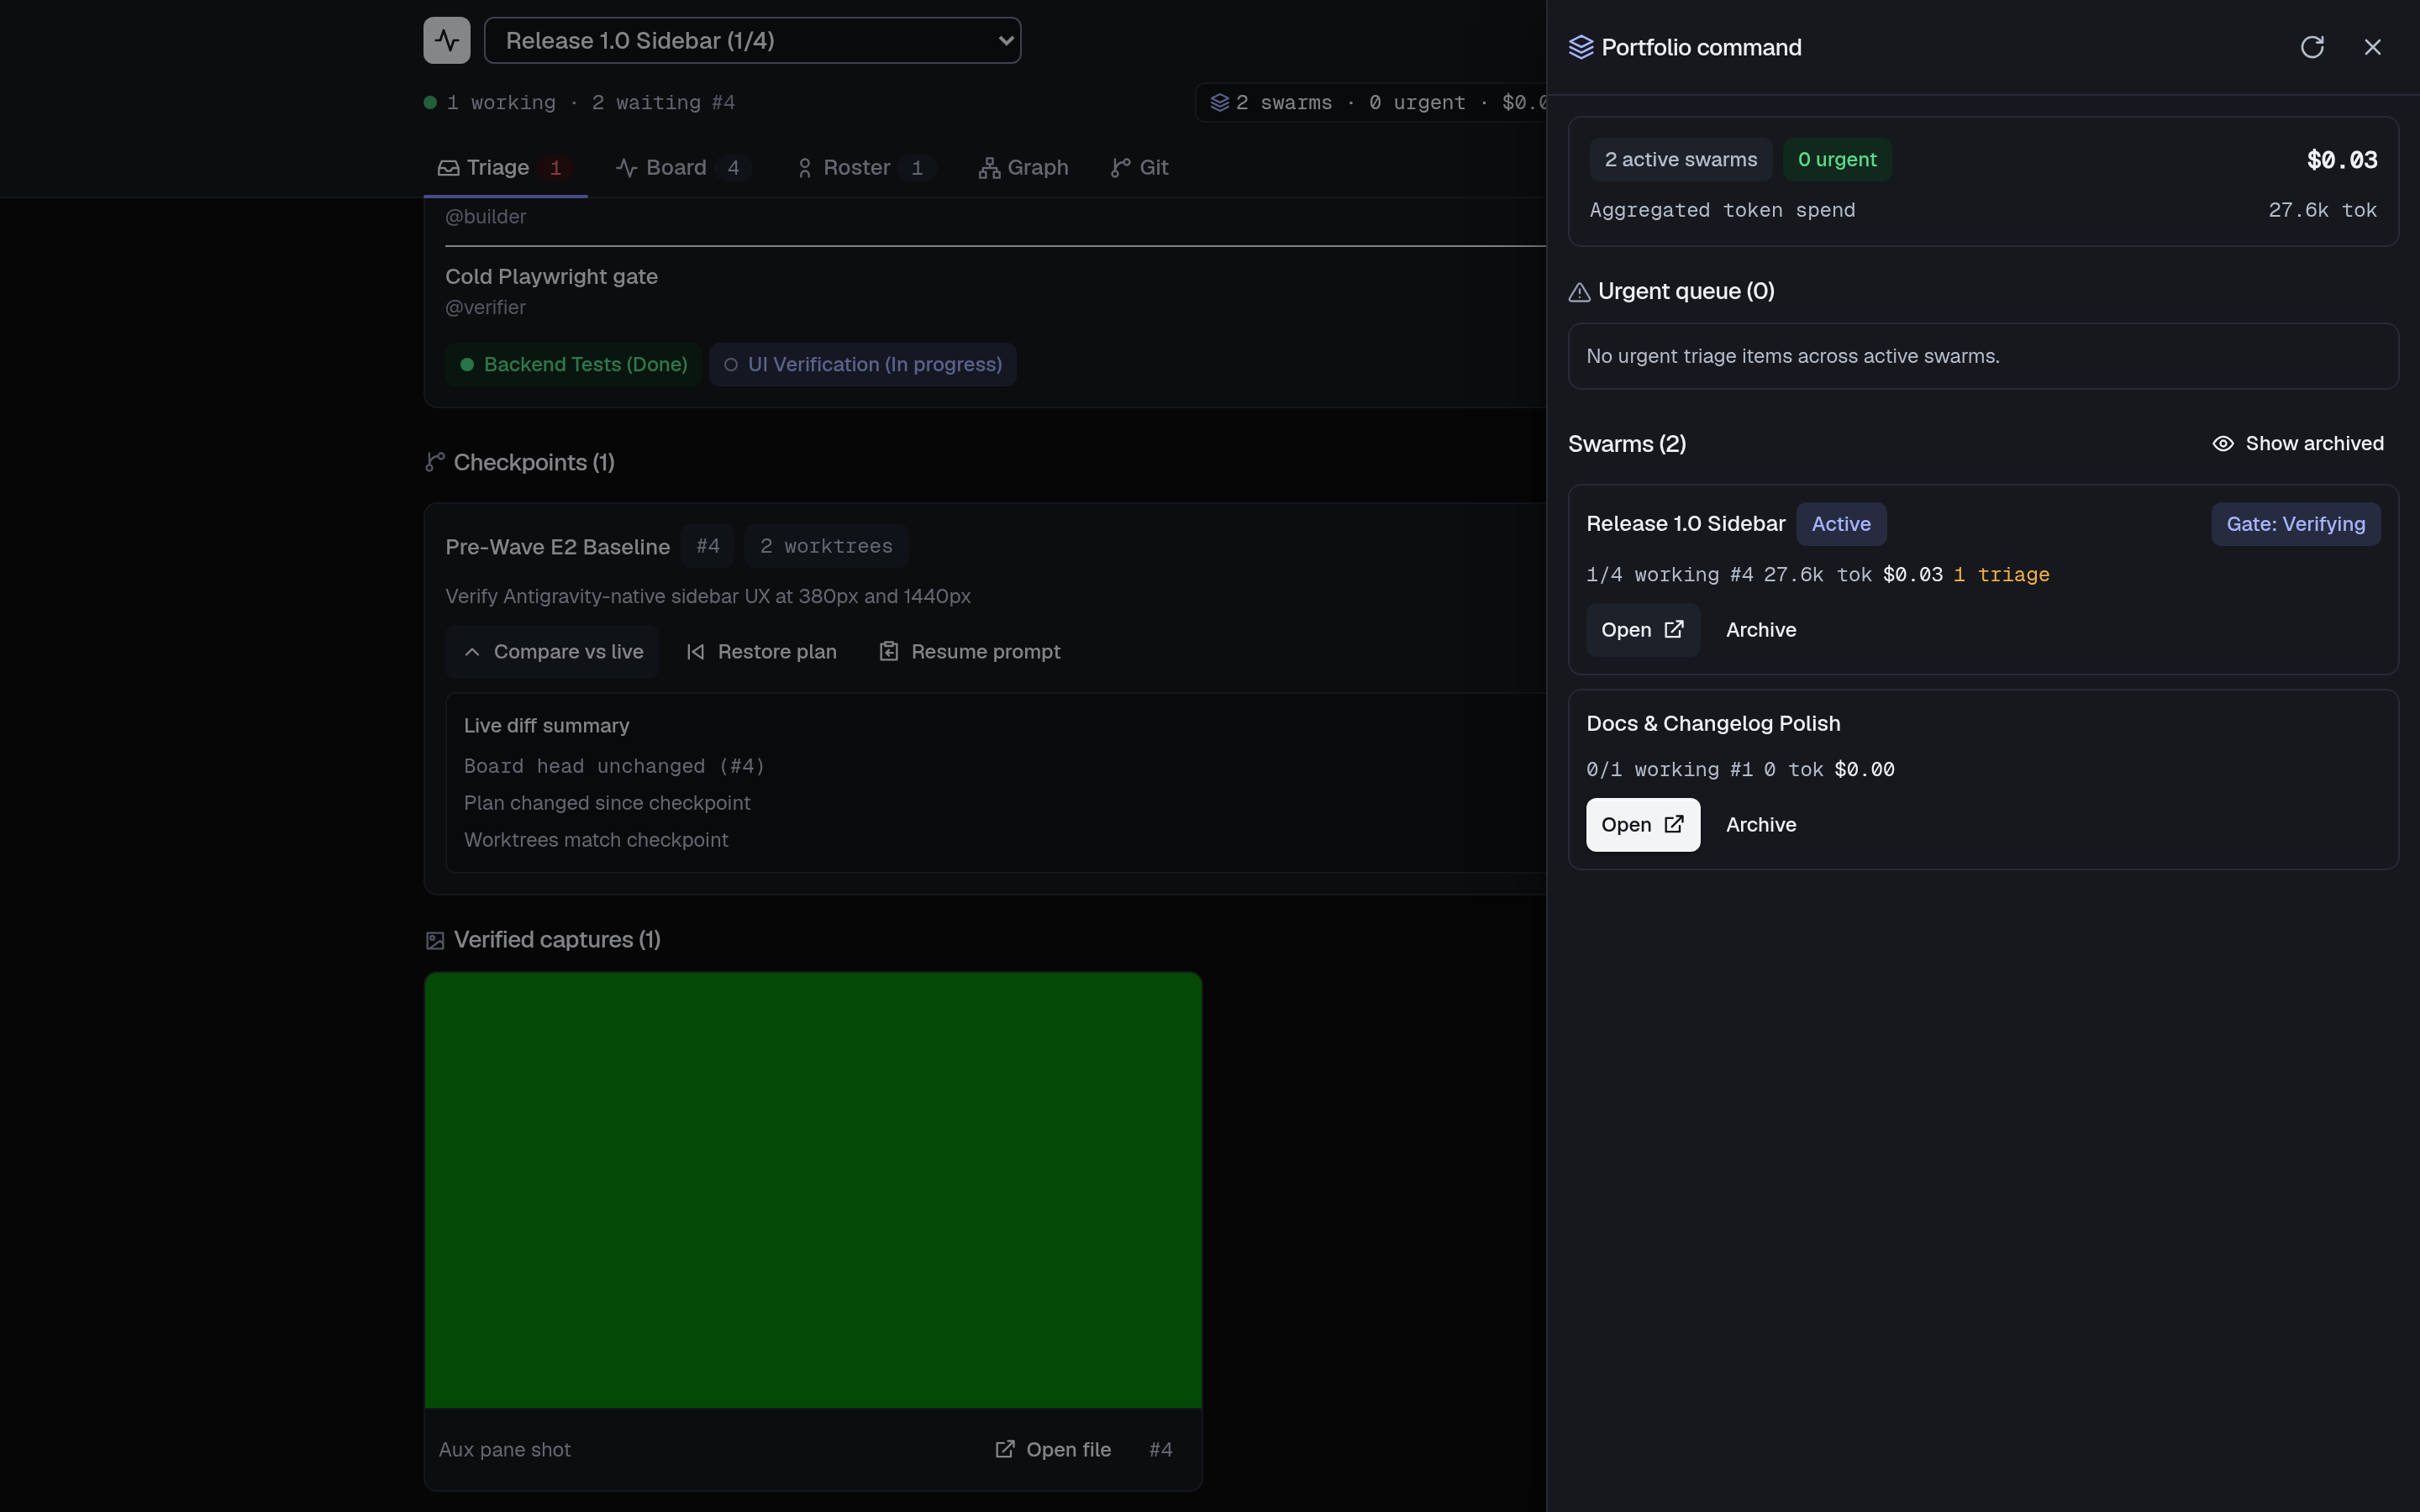 Release 1.0 Sidebar (1/4)
1 working · 2 waiting #4
2 swarms · 0 urgent · $0.0
Triage 1
Board 4
Roster 1
Graph
Git
@builder
Cold Playwright gate
@verifier
Backend Tests (Done)
UI Verification (In progress)
Checkpoints (1)
Pre-Wave E2 Baseline #4 2 worktrees
Verify Antigravity-native sidebar UX at 380px and 1440px
Compare vs live
Restore plan
Resume prompt
Live diff summary
Board head unchanged (#4)
Plan changed since checkpoint
Worktrees match checkpoint
Verified captures (1)
Aux pane shot
Open file
#4
Portfolio command
2 active swarms
0 urgent
$0.03
Aggregated token spend
27.6k tok
Urgent queue (0)
No urgent triage items across active swarms.
Swarms (2)
Show archived
Release 1.0 Sidebar
Active
Gate: Verifying
1/4 working #4 27.6k tok $0.03 1 triage
Open
Archive
Docs & Changelog Polish
0/1 working #1 0 tok $0.00
Open
Archive